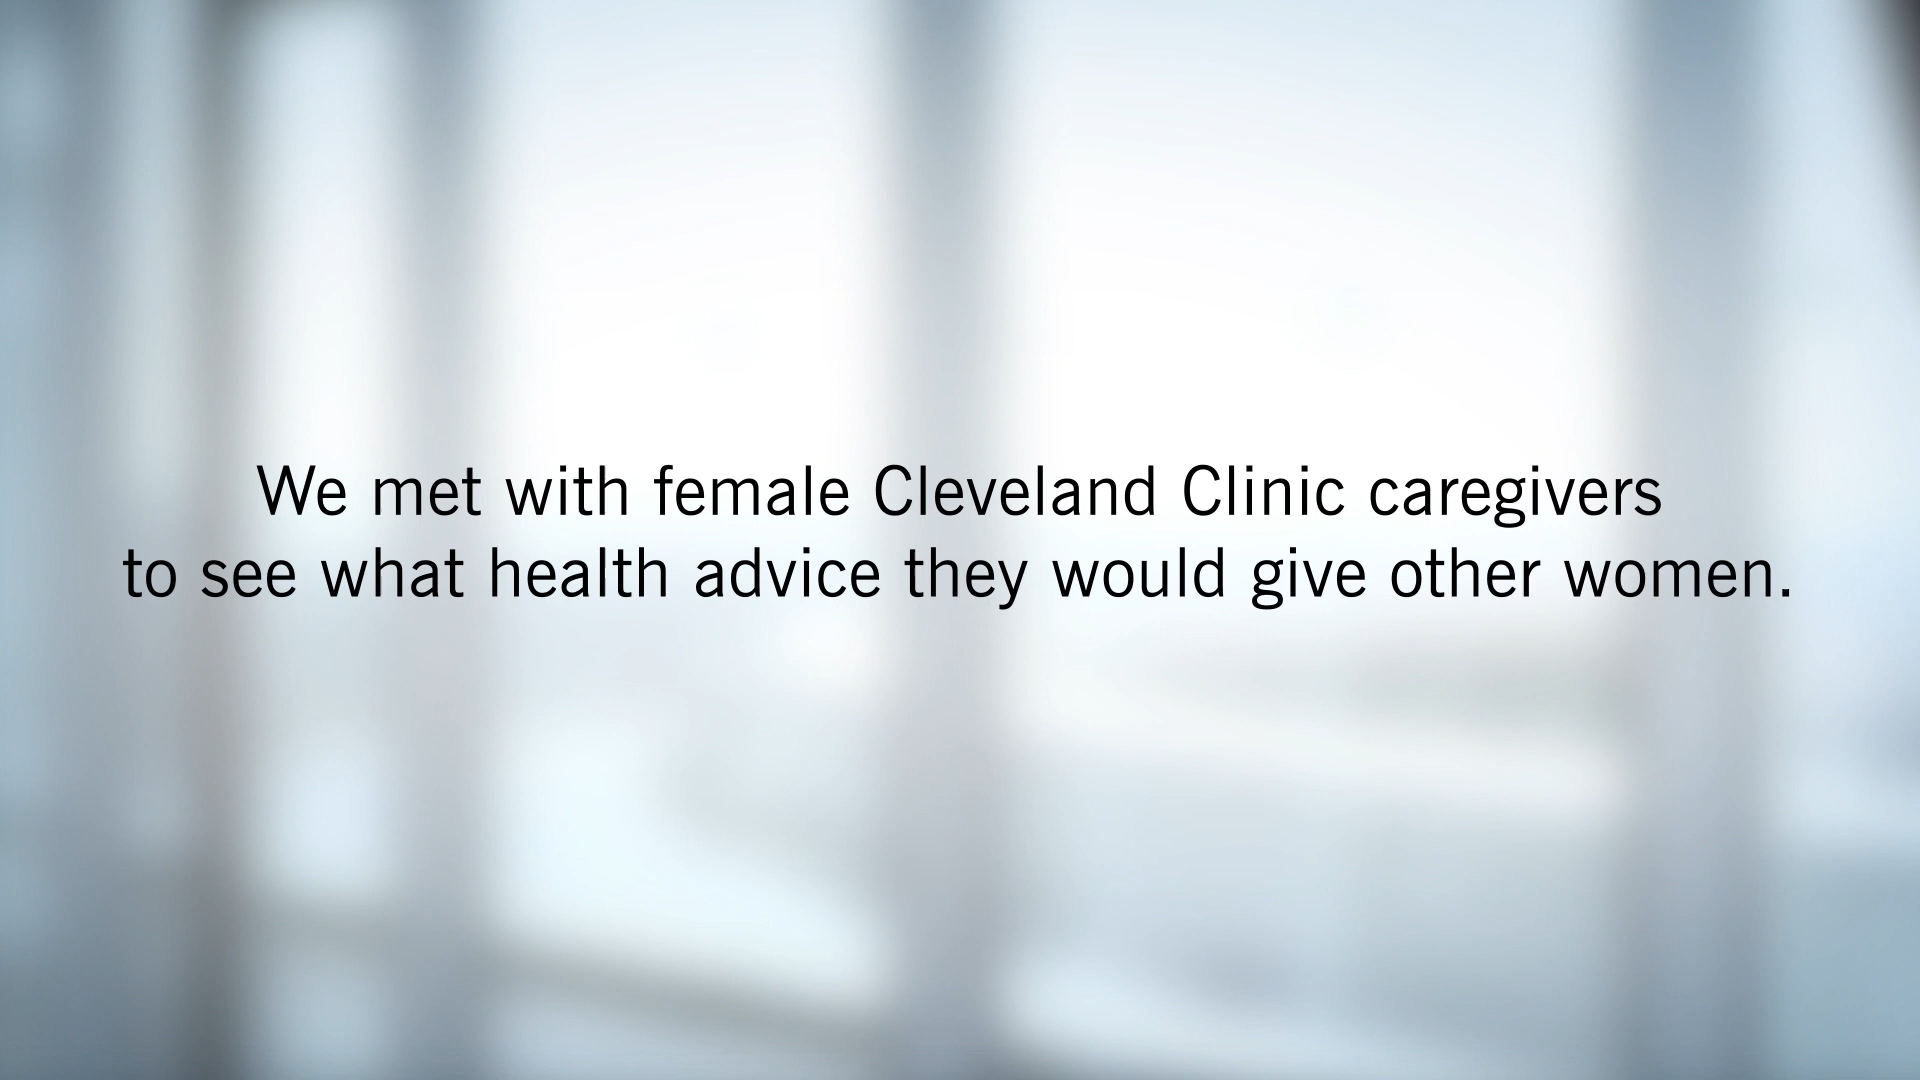 We met with female Cleveland Clinic caregivers
to see what health advice they would give other women.